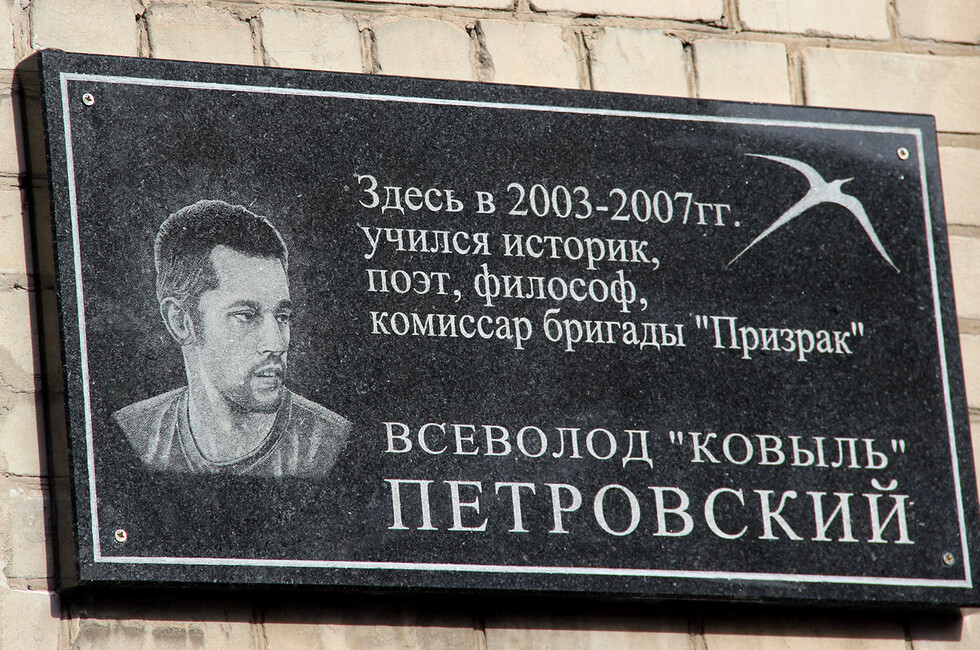 Здесь в 2003-2007гг.
учился историк,
поэт, философ,
комиссар бригады "Призрак"
ВСЕВОЛОД "КОВЫЛЬ"
ПЕТРОВСКИЙ